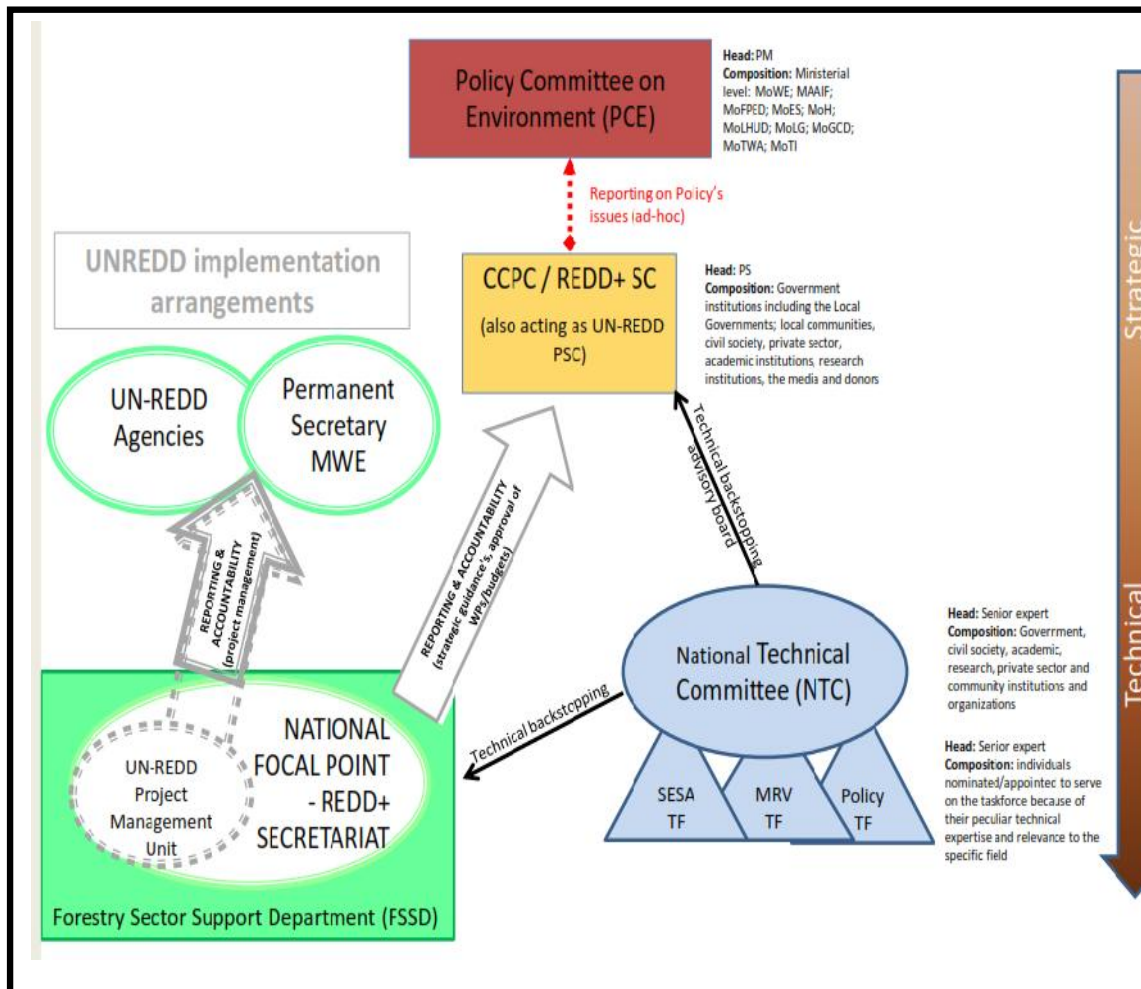 Policy Committee on
Environment (PCE)
Head: PM
Composition: Ministerial
level: MoWE; MAAIF;
MoFPED; MoES; MoH;
MoLHUD; MoLG; MoGCD;
MoTWA; MoTI
Reporting on Policy's
issues (ad-hoc)
UNREDD implementation
arrangements
CCPC / REDD+ SC
(also acting as UN-REDD
PSC)
Head: PS
Composition: Government
institutions including the Local
Governments; local communities,
civil society, private sector,
academic institutions, research
institutions, the media and donors
Strategic
UN-REDD
Agencies
Permanent
Secretary
MWE
Technical backstopping
advisory board
REPORTING &
ACCOUNTABILITY
(project management)
REPORTING & ACCOUNTABILITY
(strategic guidance's, approval of
WPs/budgets)
National Technical
Committee (NTC)
Head: Senior expert
Composition: Government,
civil society, academic,
research, private sector and
community institutions and
organizations
Technical
Technical backstopping
UN-REDD
Project
Management
Unit
NATIONAL
FOCAL POINT
- REDD+
SECRETARIAT
SESA
TF
MRV
TF
Policy
TF
Head: Senior expert
Composition: individuals
nominated/appointed to serve
on the taskforce because of
their peculiar technical
expertise and relevance to the
specific field
Forestry Sector Support Department (FSSD)